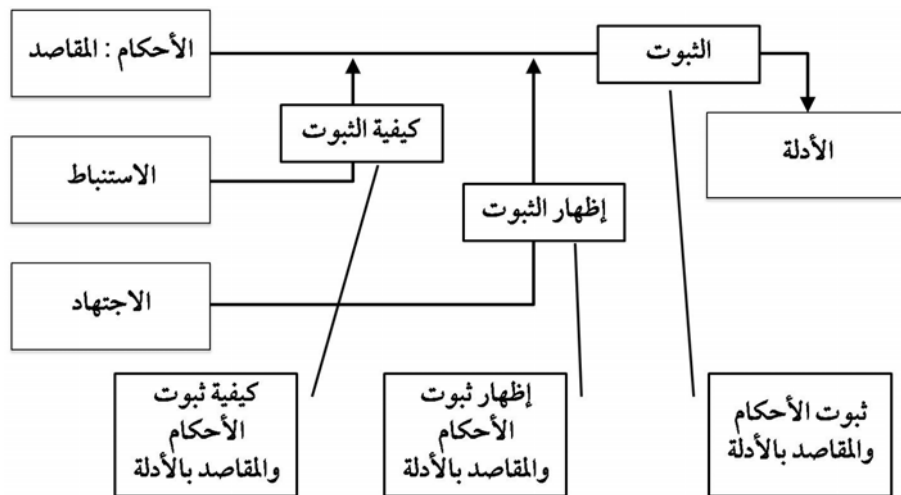 الأحكام : المقاصد
الثبوت
كيفية الثبوت
الأدلة
الاستنباط
إظهار الثبوت
الاجتهاد
ثبوت الأحكام
والمقاصد بالأدلة
إظهار ثبوت
الأحكام
والمقاصد بالأدلة
كيفية ثبوت
الأحكام
والمقاصد بالأدلة